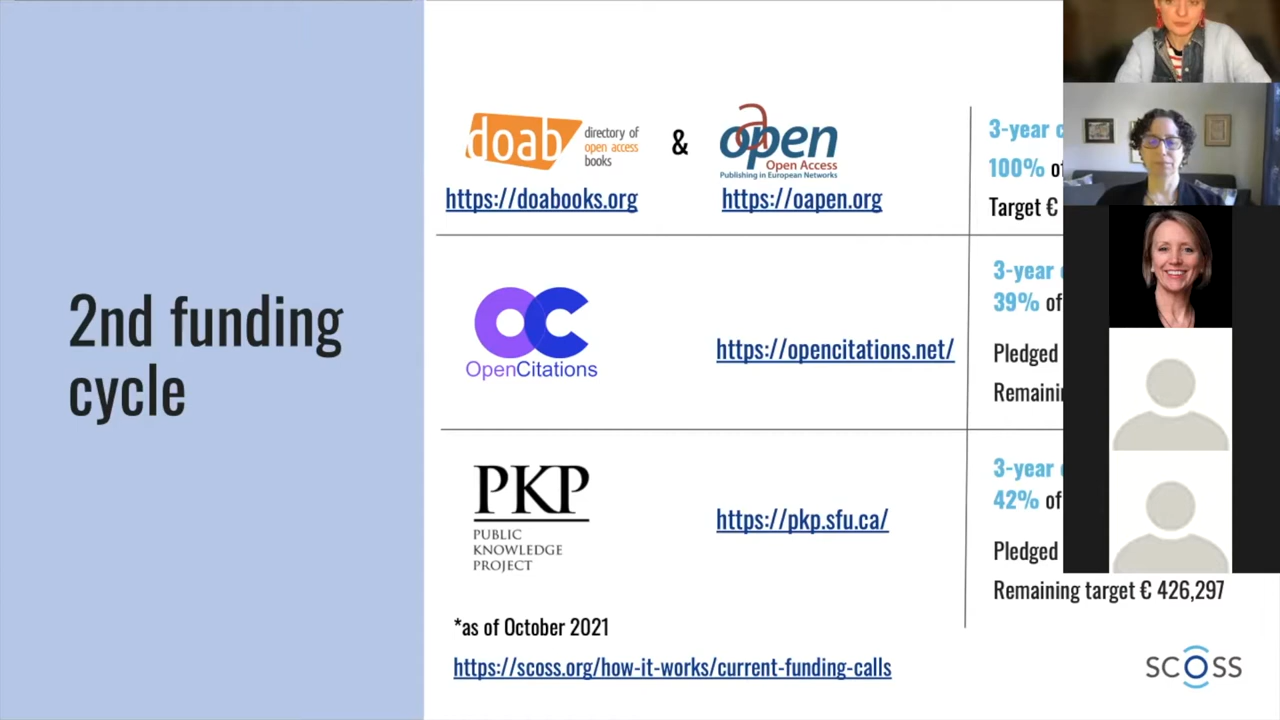 2nd funding
cycle
doab
directory of
open access
books
&
open
Open Access
Publishing in European Networks
https://doabooks.org
https://oapen.org
3-year
100%
Target €
OC
OpenCitations
https://opencitations.net/
3-year
39% of
Pledged
PKP
PUBLIC
KNOWLEDGE
PROJECT
https://pkp.sfu.ca/
3-year
42% of
Pledged
Remaining target € 426,297
*as of October 2021
https://scoss.org/how-it-works/current-funding-calls
SCOSS